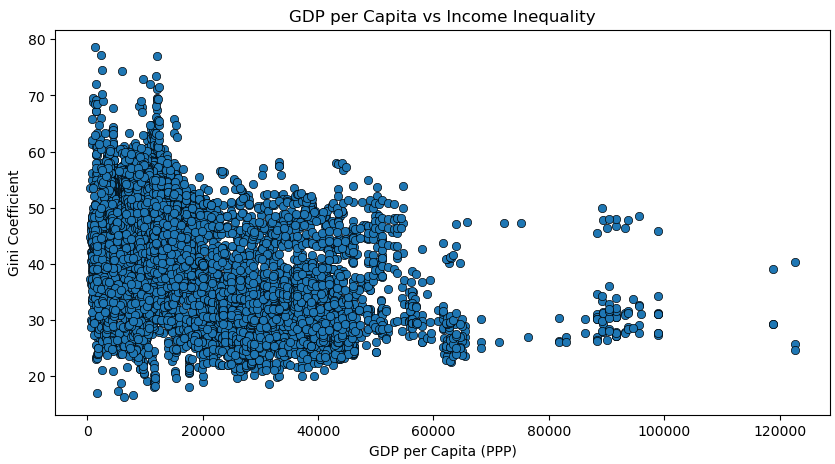 GDP per Capita vs Income Inequality
80
70
60
50
40
30
20
Gini Coefficient
0 20000 40000 60000 80000 100000 120000
GDP per Capita (PPP)